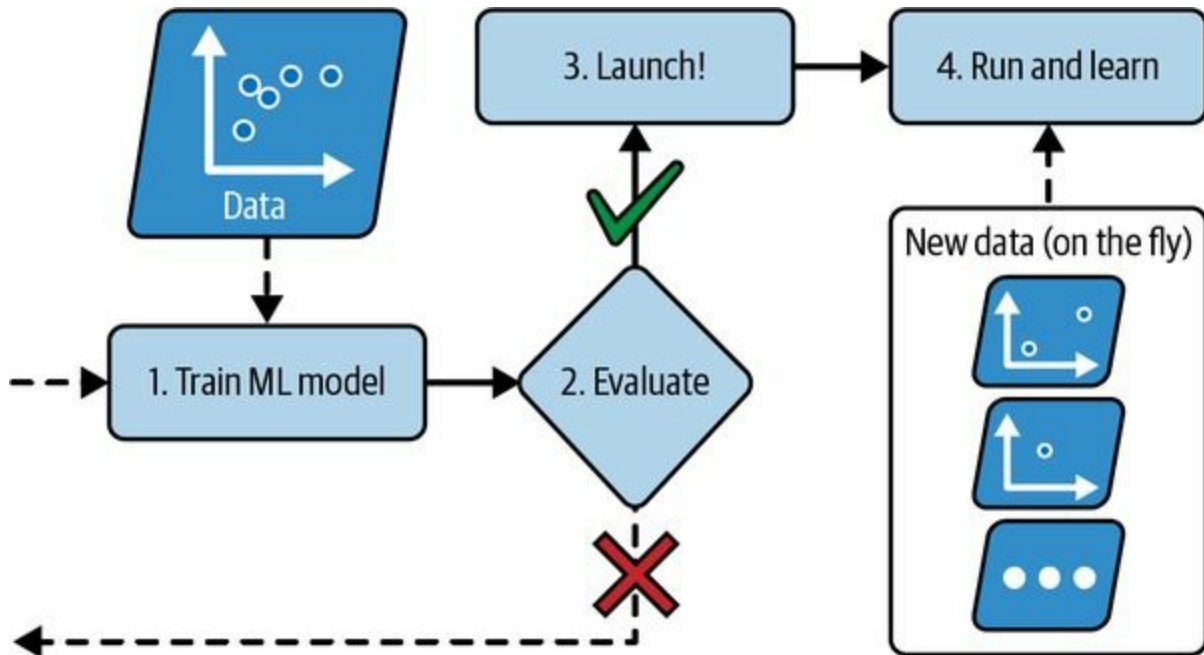 Data
1. Train ML model
2. Evaluate
3. Launch!
4. Run and learn
New data (on the fly)